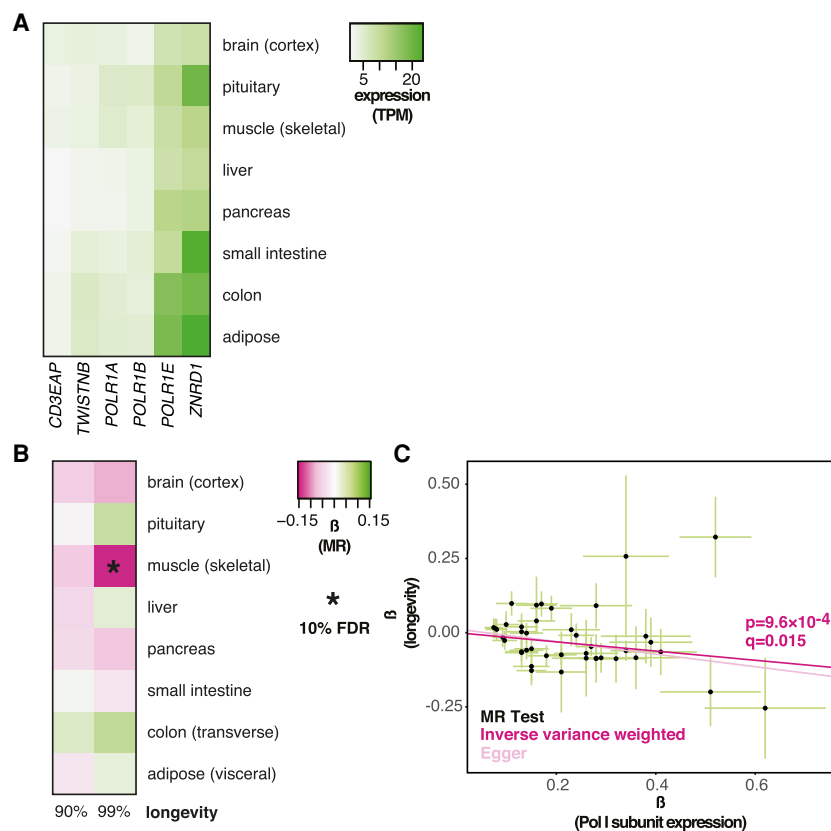 A
brain (cortex)
pituitary
muscle (skeletal)
liver
pancreas
small intestine
colon
adipose
CD3EAP
TWISTNB
POLR1A
POLR1B
POLR1E
ZNRD1
5 20
expression
(TPM)
B
brain (cortex)
pituitary
muscle (skeletal)
*
liver
pancreas
small intestine
colon (transverse)
adipose (visceral)
90% 99% longevity
−0.15 0.15
ß
(MR)
*
10% FDR
C
0.50
0.25
0.00
-0.25
ß
(longevity)
p=9.6×10-4
q=0.015
MR Test
Inverse variance weighted
Egger
0.2 0.4 0.6
ß
(Pol I subunit expression)